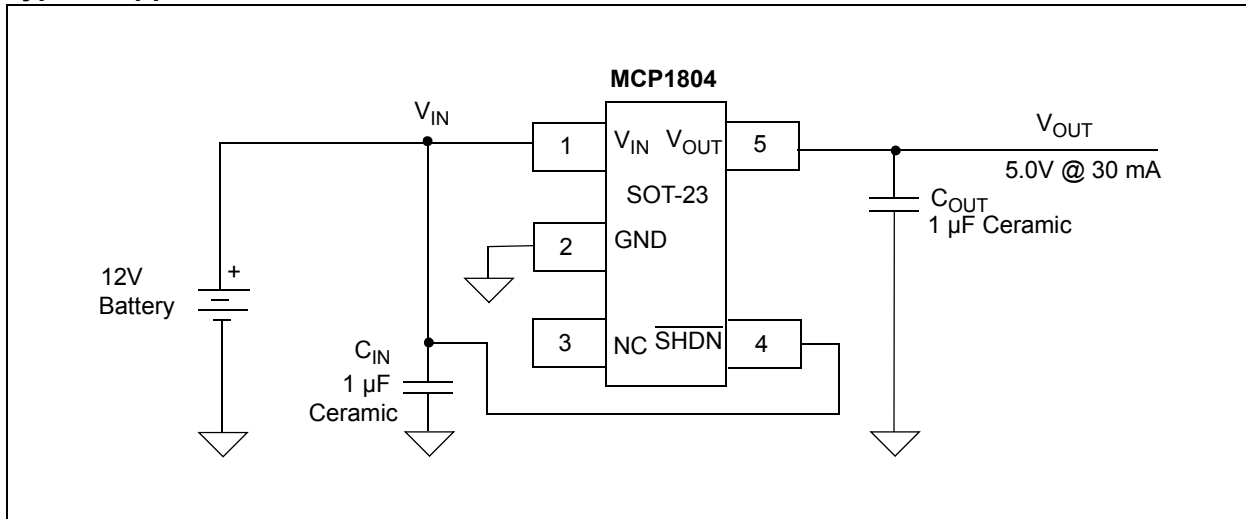 MCP1804
V_IN
1
V_IN V_OUT
5
V_OUT
5.0V @ 30 mA
SOT-23
C_OUT
1 µF Ceramic
2
GND
12V
Battery
+
3
NC SHDN
4
C_IN
1 µF
Ceramic